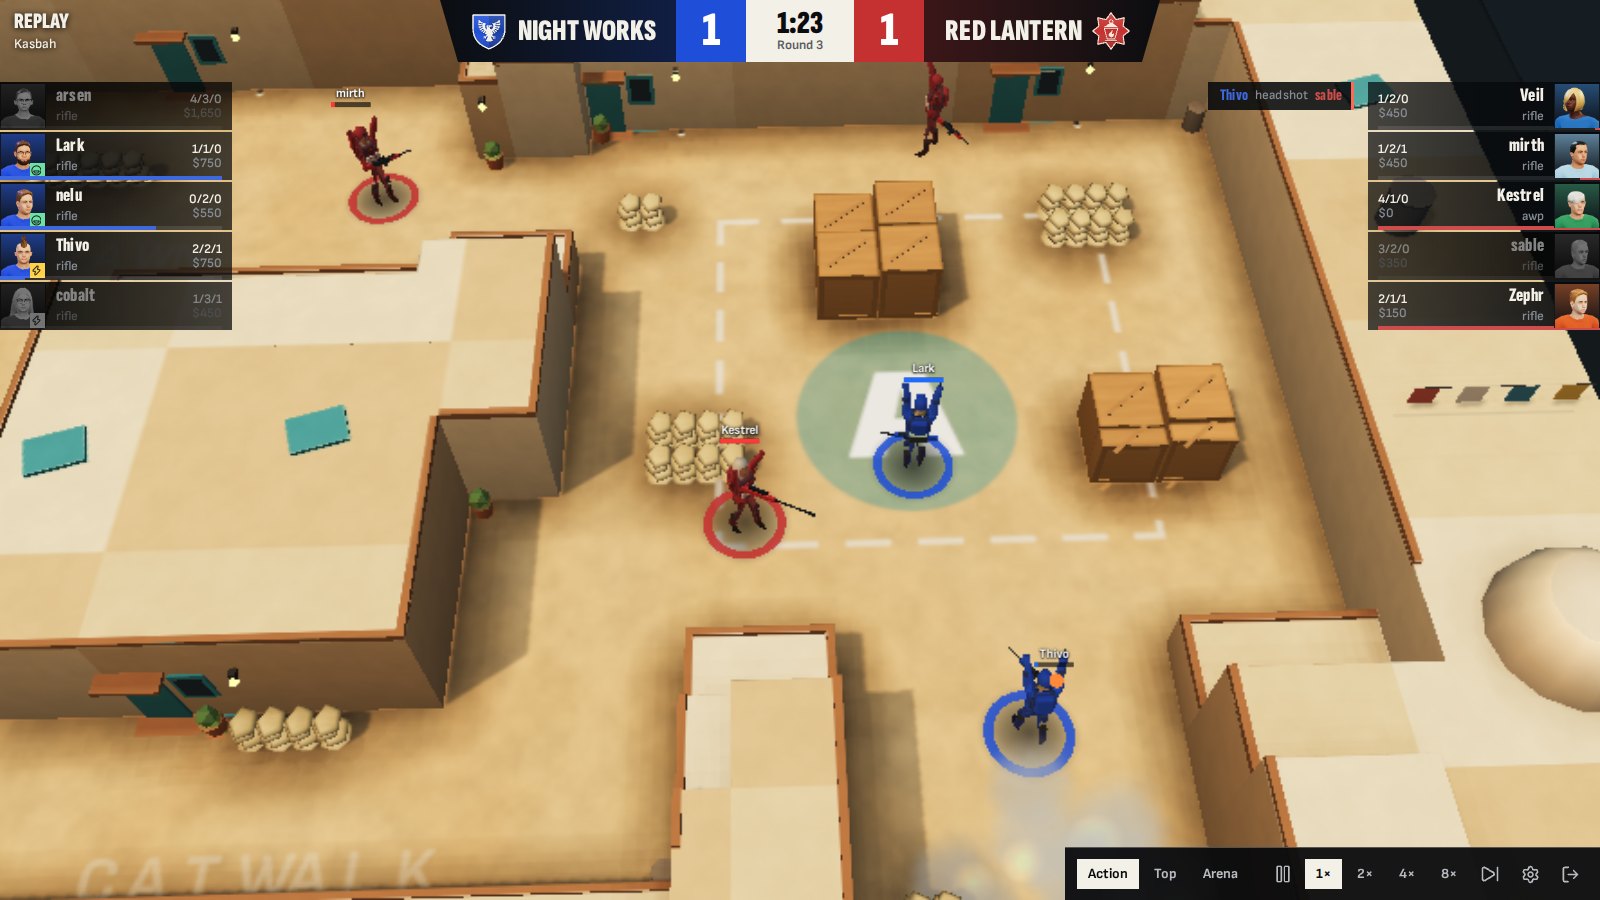 REPLAY
Kasbah
NIGHT WORKS
1
1:23
Round 3
1
RED LANTERN
arsen
4/3/0
rifle
$1,650
Lark
1/1/0
rifle
$750
nelu
0/2/0
rifle
$550
Thivo
2/2/1
rifle
$750
cobalt
1/3/1
rifle
$450
mirth
Thivo headshot sable
1/2/0
Veil
$450
rifle
1/2/1
mirth
$450
rifle
4/1/0
Kestrel
$0
awp
3/2/0
sable
$350
rifle
2/1/1
Zephr
$150
rifle
Lark
A
Kestrel
Thivo
CATWALK
Action
Top
Arena
1×
2×
4×
8×